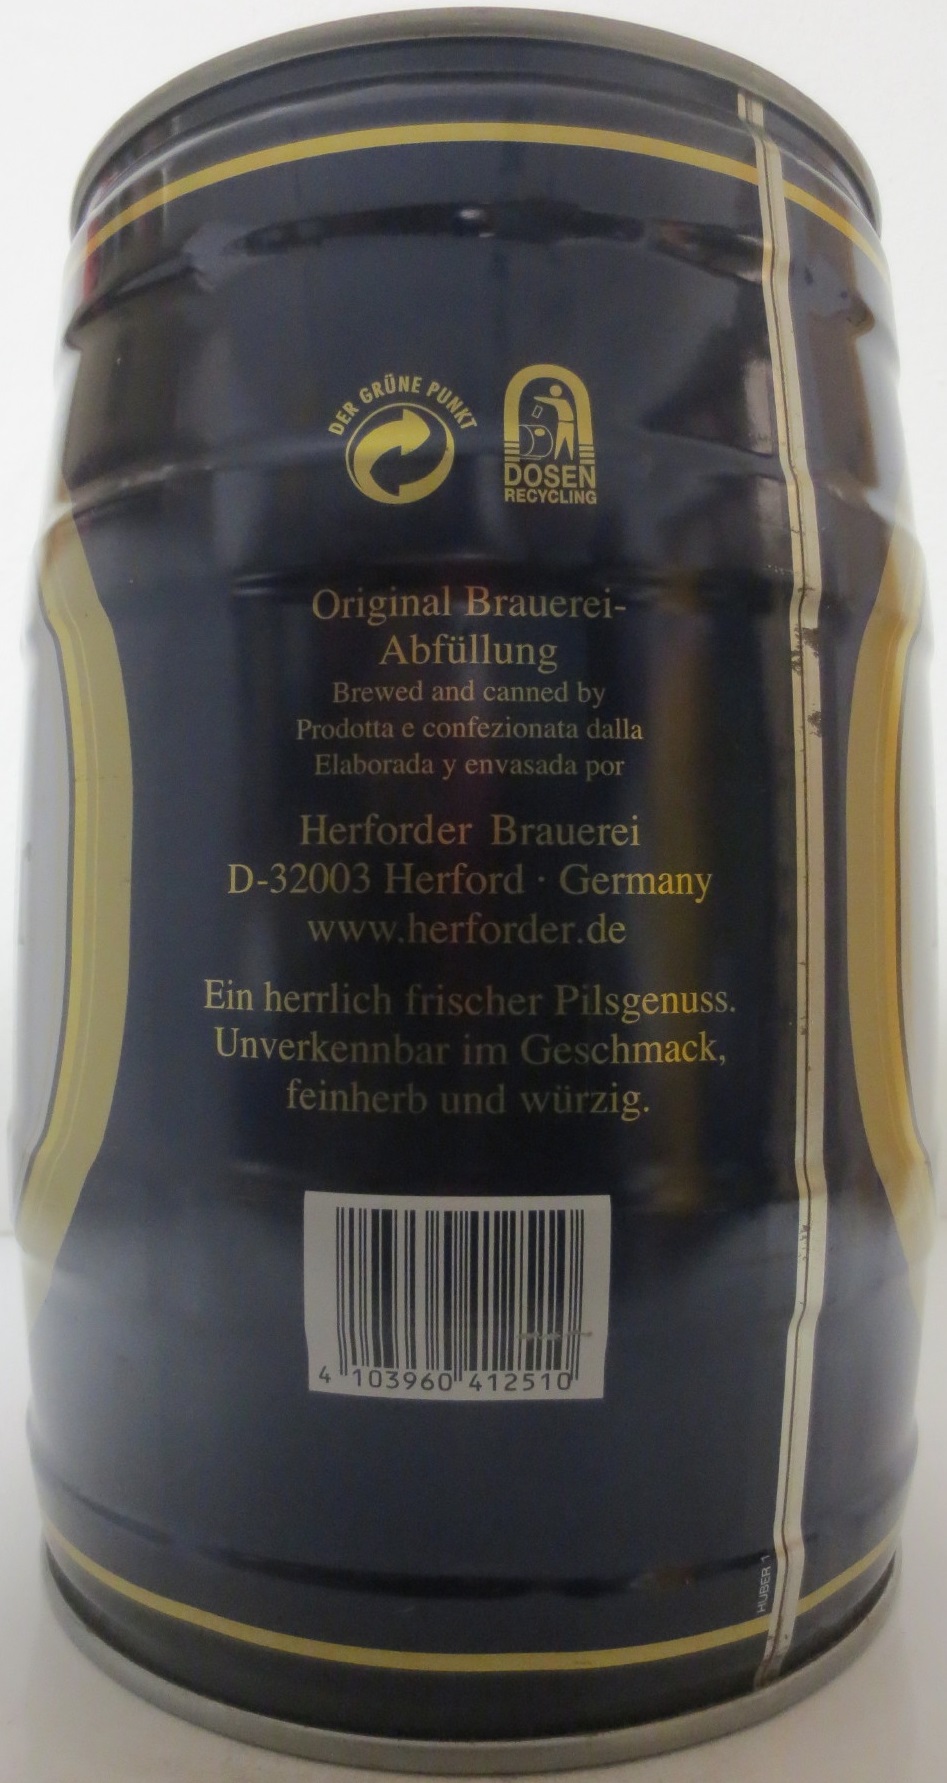 DER GRÜNE PUNKT
DOSEN
RECYCLING
Original Brauerei-
Abfüllung
Brewed and canned by
Prodotta e confezionata dalla
Elaborada y envasada por
Herforder Brauerei
D-32003 Herford · Germany
www.herforder.de
Ein herrlich frischer Pilsgenuss.
Unverkennbar im Geschmack,
feinherb und würzig.
4 103960 412510
HUBER 1